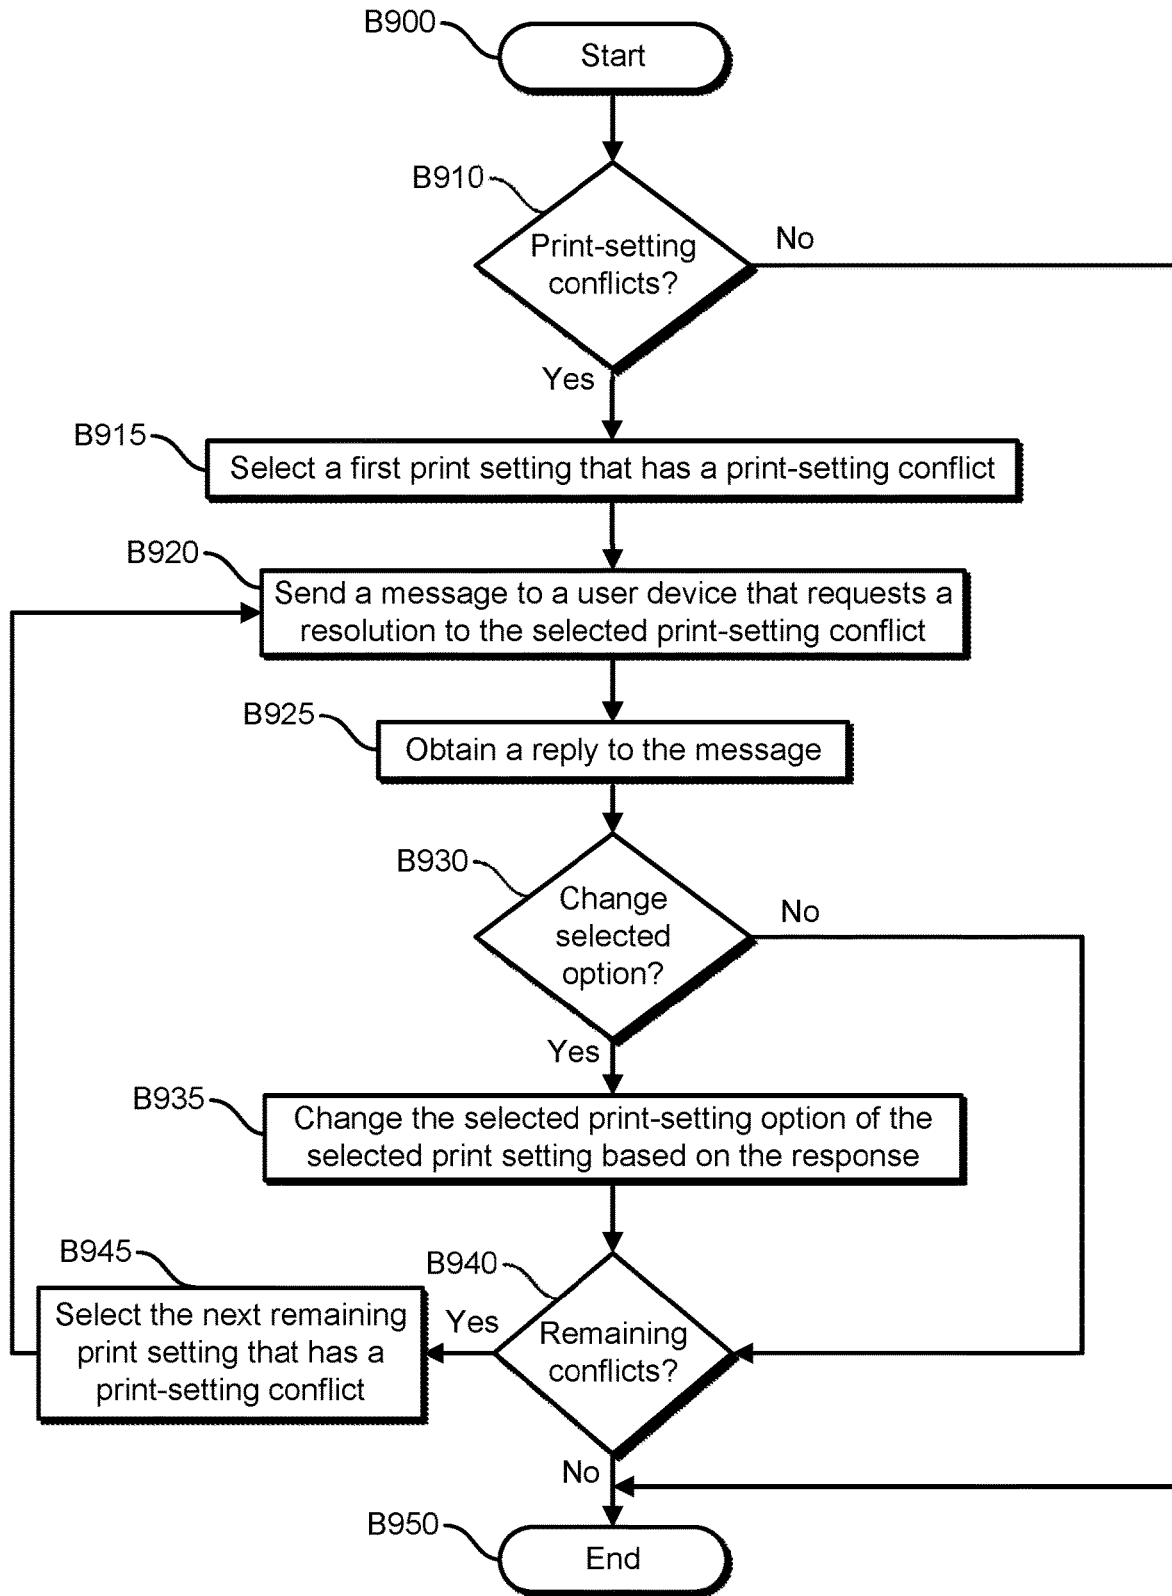 B900
Start
B910
Print-setting
conflicts?
No
Yes
B915
Select a first print setting that has a print-setting conflict
B920
Send a message to a user device that requests a
resolution to the selected print-setting conflict
B925
Obtain a reply to the message
B930
Change
selected
option?
No
Yes
B935
Change the selected print-setting option of the
selected print setting based on the response
B945
Select the next remaining
print setting that has a
print-setting conflict
Yes
B940
Remaining
conflicts?
No
B950
End